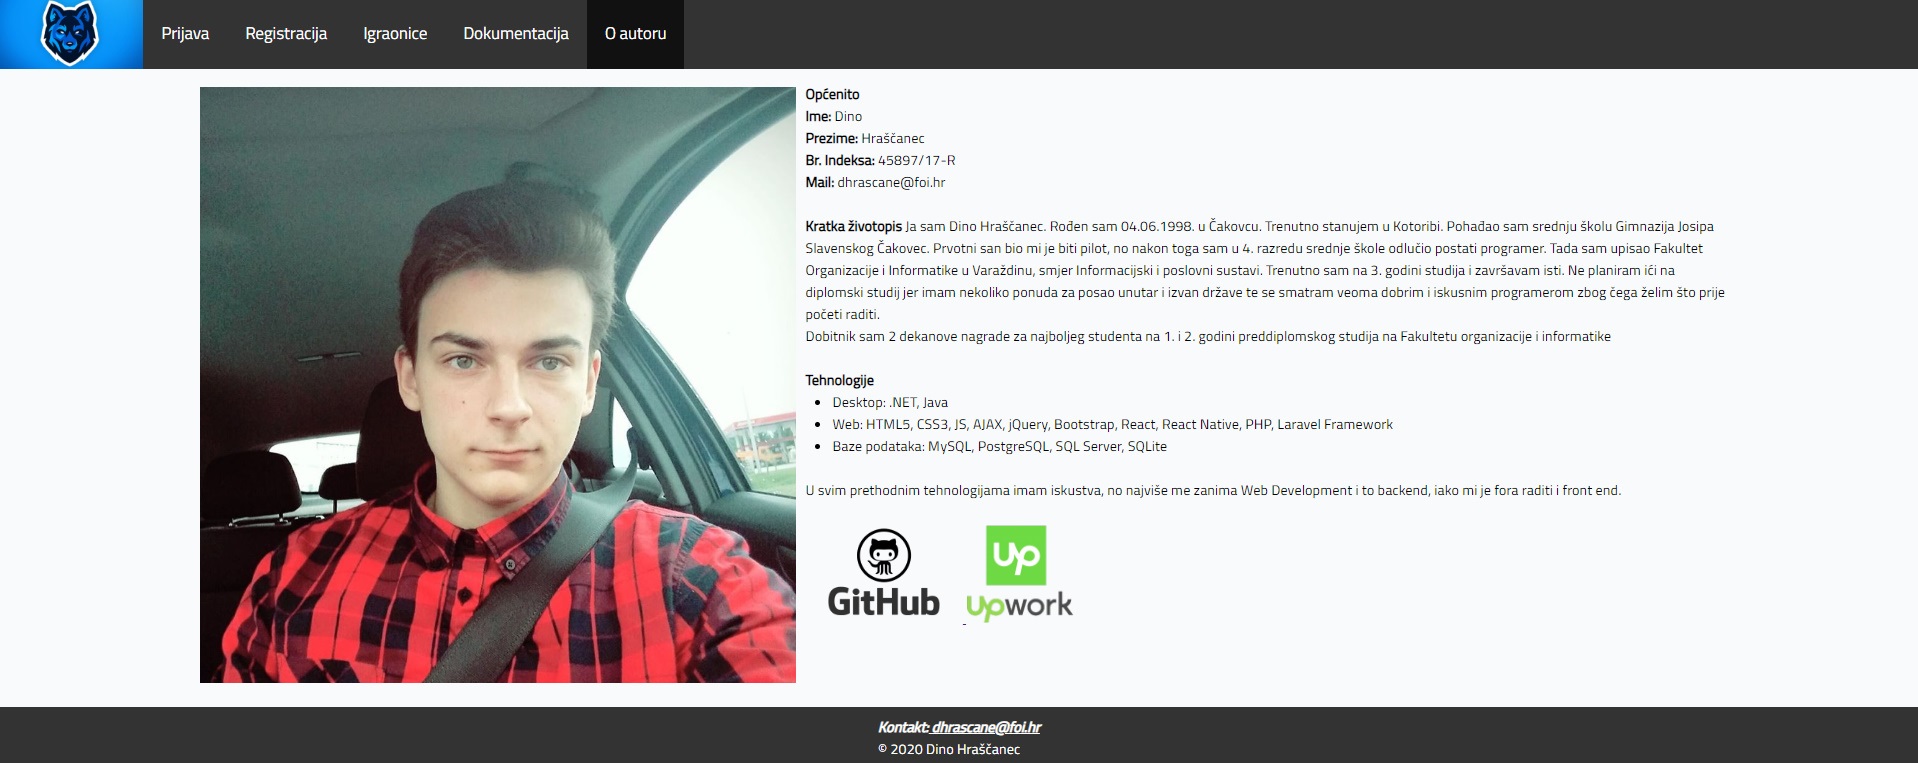 Prijava Registracija Igraonice Dokumentacija O autoru
Općenito
Ime: Dino
Prezime: Hraščanec
Br. Indeksa: 45897/17-R
Mail: dhrascane@foi.hr
Kratka životopis Ja sam Dino Hraščanec. Rođen sam 04.06.1998. u Čakovcu. Trenutno stanujem u Kotoribi. Pohađao sam srednju školu Gimnazija Josipa
Slavenskog Čakovec. Prvotni san bio mi je biti pilot, no nakon toga sam u 4. razredu srednje škole odlučio postati programer. Tada sam upisao Fakultet
Organizacije i Informatike u Varaždinu, smjer Informacijski i poslovni sustavi. Trenutno sam na 3. godini studija i završavam isti. Ne planiram ići na
diplomski studij jer imam nekoliko ponuda za posao unutar i izvan države te se smatram veoma dobrim i iskusnim programerom zbog čega želim što prije
početi raditi.
Dobitnik sam 2 dekanove nagrade za najboljeg studenta na 1. i 2. godini preddiplomskog studija na Fakultetu organizacije i informatike
Tehnologije
Desktop: .NET, Java
Web: HTML5, CSS3, JS, AJAX, jQuery, Bootstrap, React, React Native, PHP, Laravel Framework
Baze podataka: MySQL, PostgreSQL, SQL Server, SQLite
U svim prethodnim tehnologijama imam iskustva, no najviše me zanima Web Development i to backend, iako mi je fora raditi i front end.
Up
GitHub upwork
Kontakt: dhrascane@foi.hr
© 2020 Dino Hraščanec